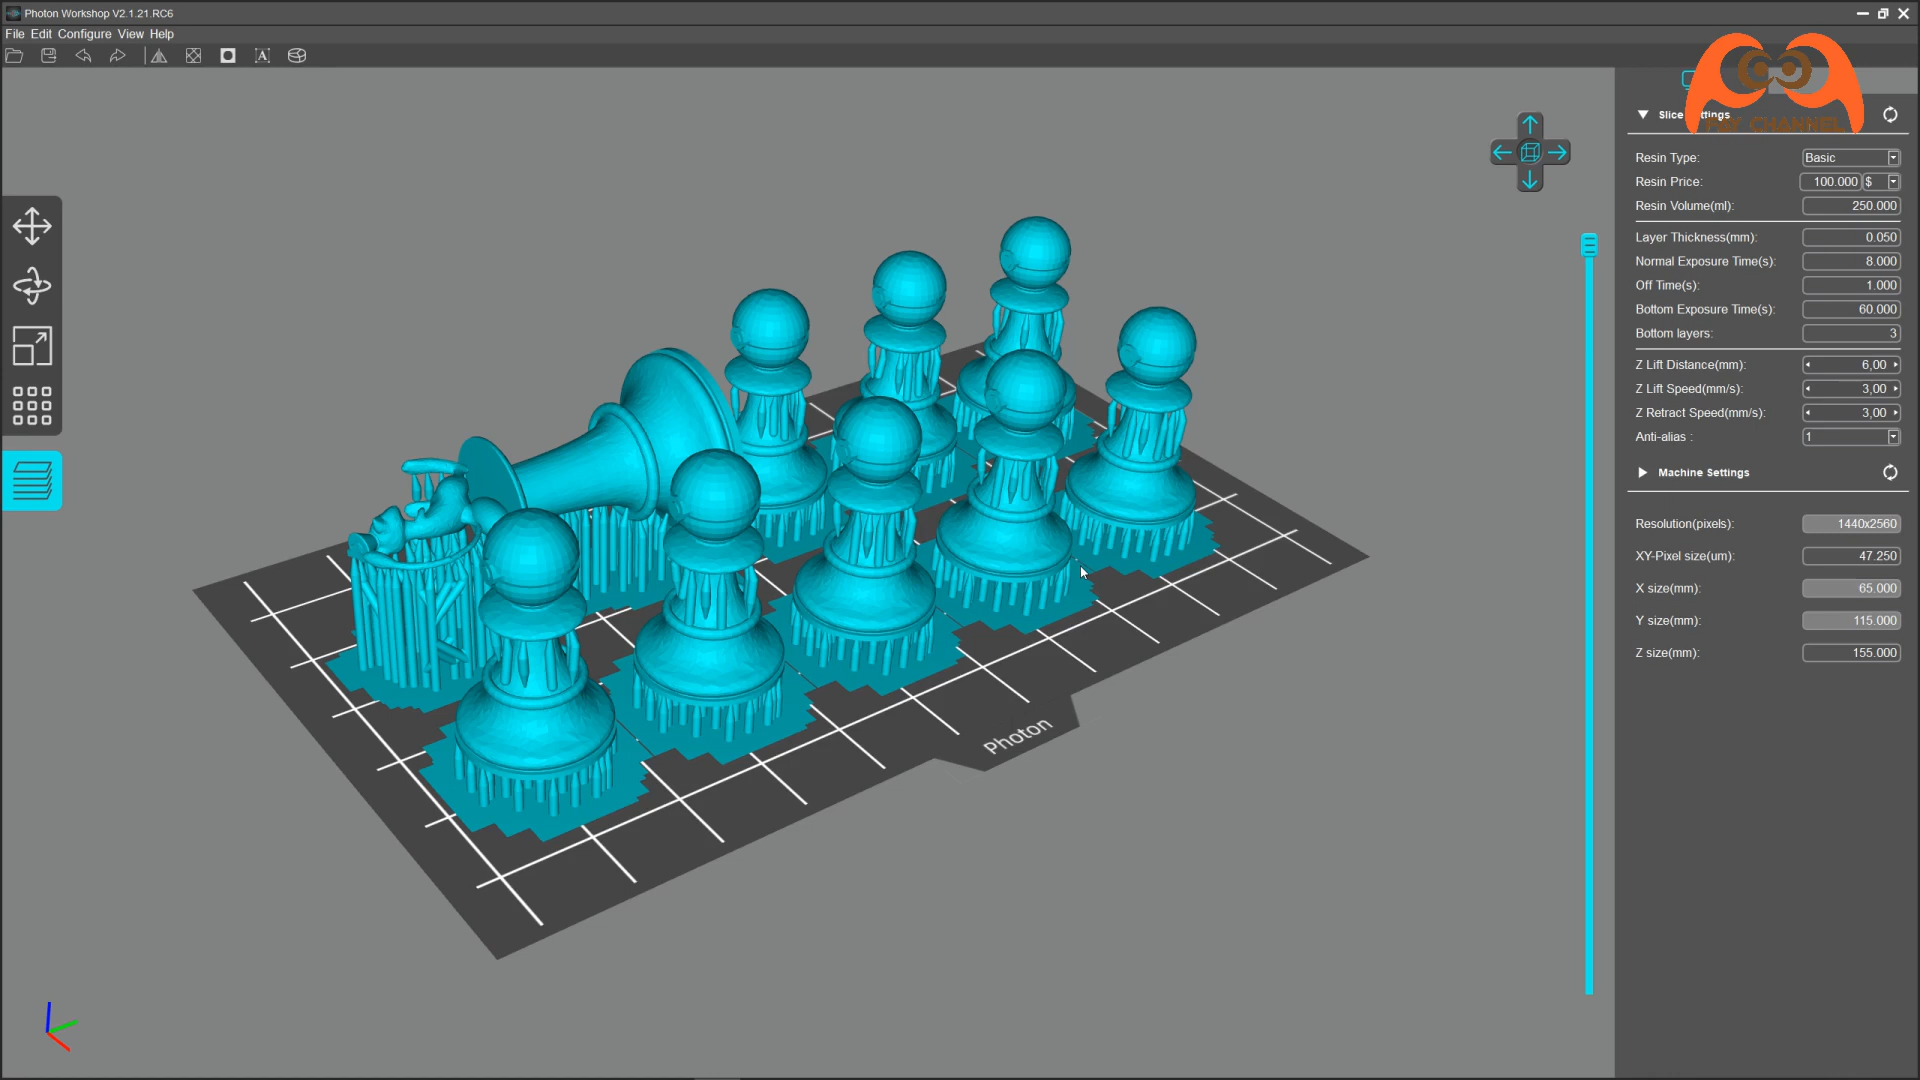 Photon Workshop V2.1.21.RC6
File Edit Configure View Help
Slice Settings
Resin Type: Basic
Resin Price: 100.000 $
Resin Volume(ml): 250.000
Layer Thickness(mm): 0.050
Normal Exposure Time(s): 8.000
Off Time(s): 1.000
Bottom Exposure Time(s): 60.000
Bottom layers: 3
Z Lift Distance(mm): 6,00
Z Lift Speed(mm/s): 3,00
Z Retract Speed(mm/s): 3,00
Anti-alias : 1
Machine Settings
Resolution(pixels): 1440x2560
XY-Pixel size(um): 47.250
X size(mm): 65.000
Y size(mm): 115.000
Z size(mm): 155.000
Photon